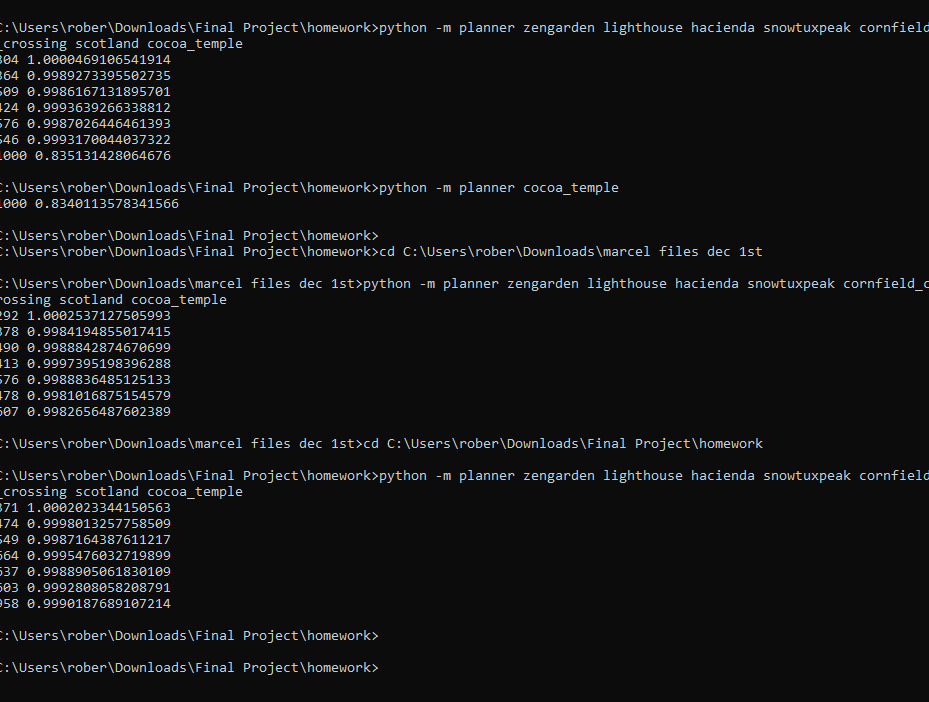 :\Users\rober\Downloads\Final Project\homework>python -m planner zengarden lighthouse hacienda snowtuxpeak cornfield
_crossing scotland cocoa_temple
304 1.0000469106541914
364 0.9989273395502735
509 0.9986167131895701
424 0.9993639266338812
576 0.9987026446461393
546 0.9993170044037322
1000 0.835131428064676
C:\Users\rober\Downloads\Final Project\homework>python -m planner cocoa_temple
1000 0.8340113578341566
C:\Users\rober\Downloads\Final Project\homework>
C:\Users\rober\Downloads\Final Project\homework>cd C:\Users\rober\Downloads\marcel files dec 1st
C:\Users\rober\Downloads\marcel files dec 1st>python -m planner zengarden lighthouse hacienda snowtuxpeak cornfield_c
rossing scotland cocoa_temple
292 1.0002537127505993
378 0.9984194855017415
490 0.9988842874670699
413 0.9997395198396288
576 0.9988836485125133
478 0.9981016875154579
607 0.9982656487602389
C:\Users\rober\Downloads\marcel files dec 1st>cd C:\Users\rober\Downloads\Final Project\homework
C:\Users\rober\Downloads\Final Project\homework>python -m planner zengarden lighthouse hacienda snowtuxpeak cornfield
_crossing scotland cocoa_temple
371 1.0002023344150563
474 0.9998013257758509
549 0.9987164387611217
664 0.9995476032719899
637 0.9988905061830109
603 0.9992808058208791
958 0.9990187689107214
C:\Users\rober\Downloads\Final Project\homework>
C:\Users\rober\Downloads\Final Project\homework>